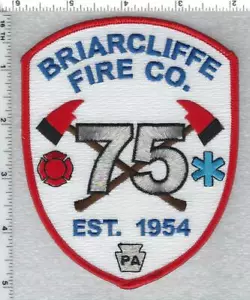 BRIARCLIFFE
FIRE CO.
75
EST. 1954
PA